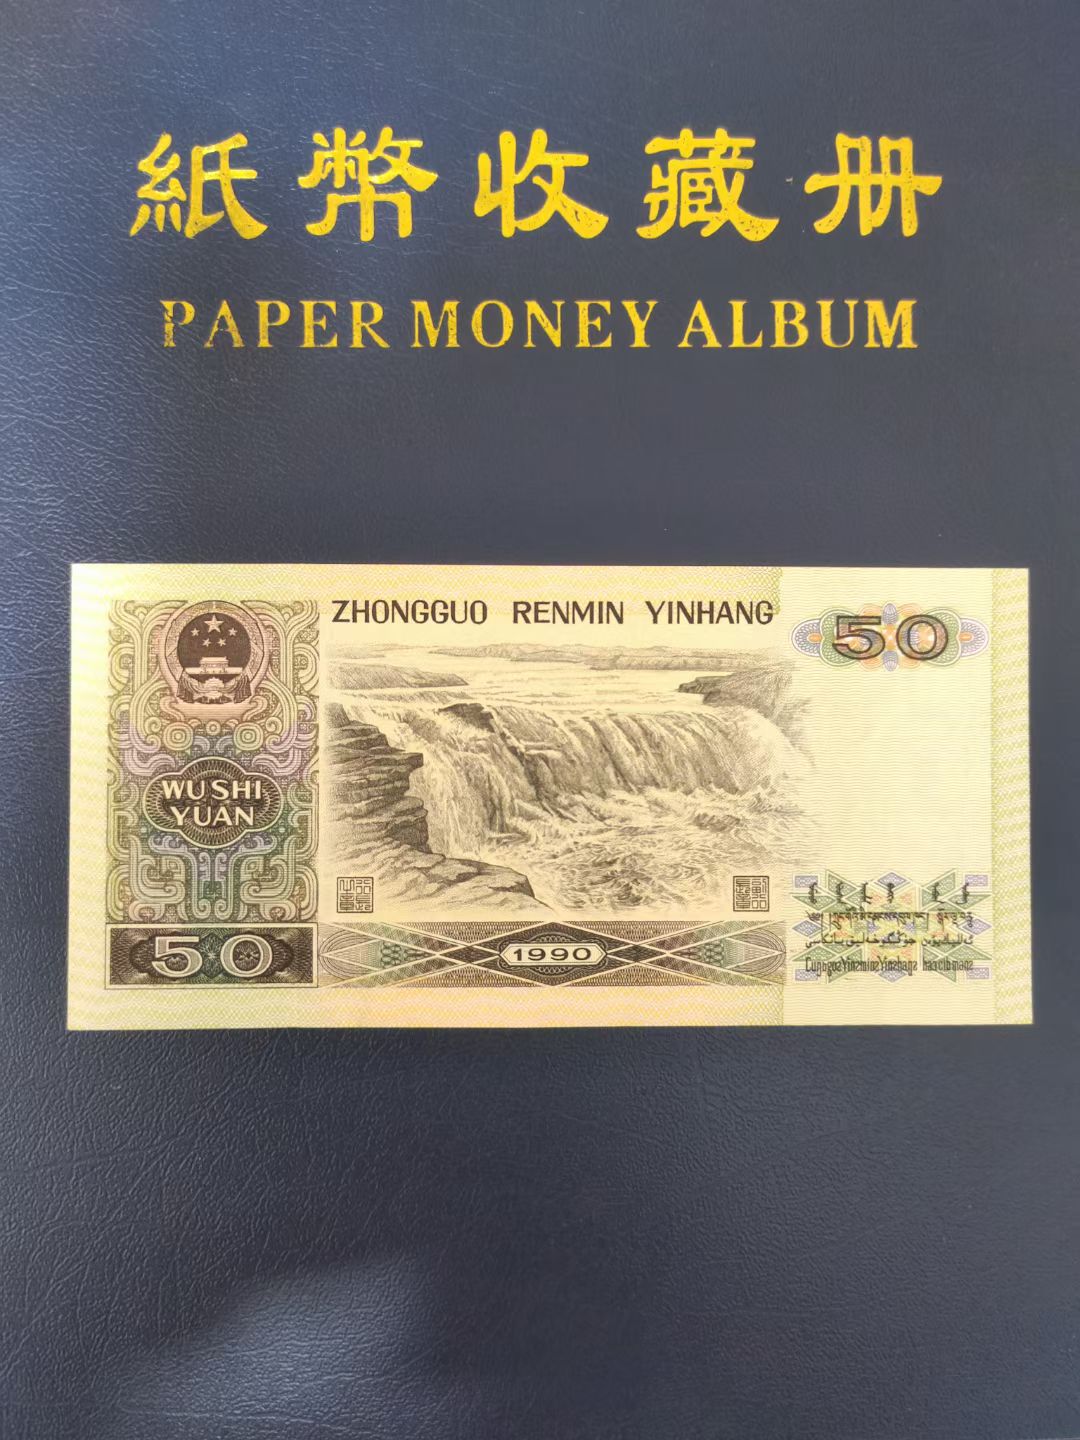 紙幣收藏册
PAPER MONEY ALBUM
ZHONGGUO RENMIN YINHANG
50
WU SHI
YUAN
50
1990